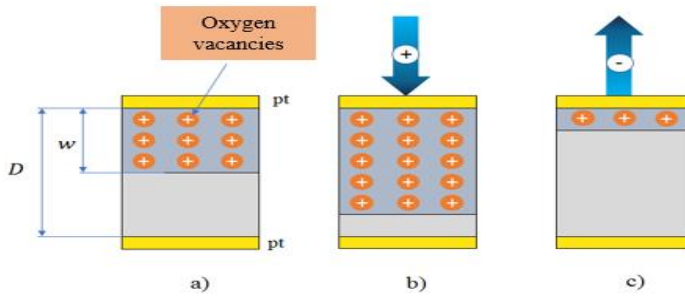 Oxygen
vacancies
+
-
pt
+ + +
+ + +
+ + +
w
D
pt
+ + +
+ + +
+ + +
+ + +
+ + +
+ + +
a)
b)
c)